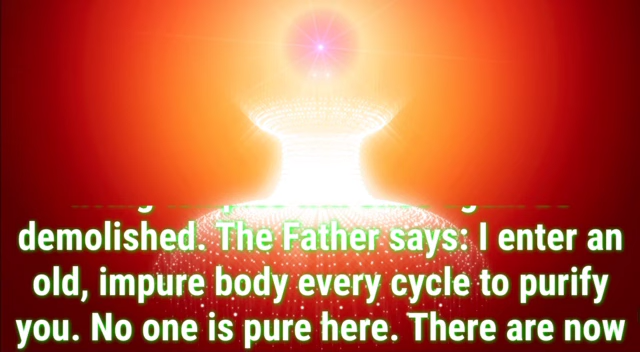 demolished. The Father says: I enter an
old, impure body every cycle to purify
you. No one is pure here. There are now